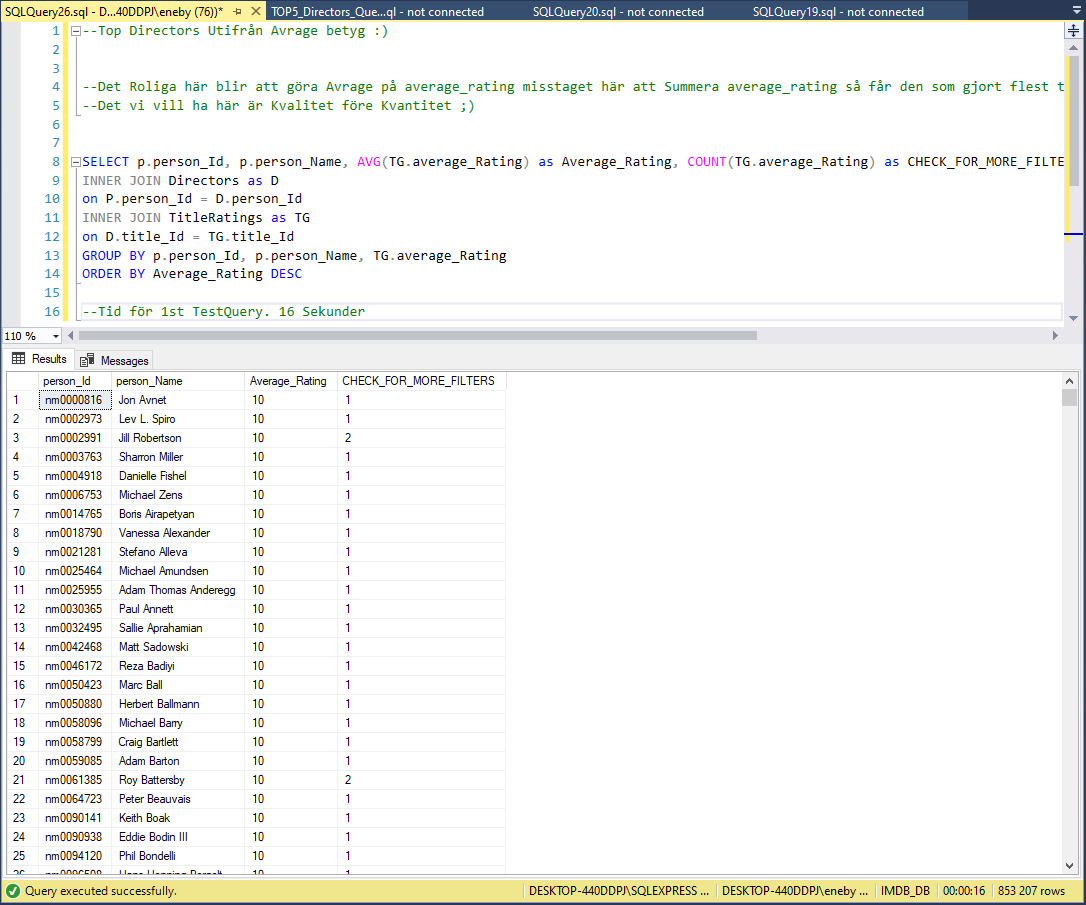 SQLQuery26.sql - D...40DDPJ\eneby (76))*
TOP5_Directors_Que...ql - not connected
SQLQuery20.sql - not connected
SQLQuery19.sql - not connected
1 --Top Directors Utifrån Avrage betyg :)
2
3
4 --Det Roliga här blir att göra Avrage på average_rating misstaget här att Summera average_rating så får den som gjort flest t
5 --Det vi vill ha här är Kvalitet före Kvantitet ;)
6
7
8 SELECT p.person_Id, p.person_Name, AVG(TG.average_Rating) as Average_Rating, COUNT(TG.average_Rating) as CHECK_FOR_MORE_FILTE
9 INNER JOIN Directors as D
10 on P.person_Id = D.person_Id
11 INNER JOIN TitleRatings as TG
12 on D.title_Id = TG.title_Id
13 GROUP BY p.person_Id, p.person_Name, TG.average_Rating
14 ORDER BY Average_Rating DESC
15
16 --Tid för 1st TestQuery. 16 Sekunder
110 %
Results Messages
person_Id person_Name Average_Rating CHECK_FOR_MORE_FILTERS
1 nm0000816 Jon Avnet 10 1
2 nm0002973 Lev L. Spiro 10 1
3 nm0002991 Jill Robertson 10 2
4 nm0003763 Sharron Miller 10 1
5 nm0004918 Danielle Fishel 10 1
6 nm0006753 Michael Zens 10 1
7 nm0014765 Boris Airapetyan 10 1
8 nm0018790 Vanessa Alexander 10 1
9 nm0021281 Stefano Alleva 10 1
10 nm0025464 Michael Amundsen 10 1
11 nm0025955 Adam Thomas Anderegg 10 1
12 nm0030365 Paul Annett 10 1
13 nm0032495 Sallie Aprahamian 10 1
14 nm0042468 Matt Sadowski 10 1
15 nm0046172 Reza Badiyi 10 1
16 nm0050423 Marc Ball 10 1
17 nm0050880 Herbert Ballmann 10 1
18 nm0058096 Michael Barry 10 1
19 nm0058799 Craig Bartlett 10 1
20 nm0059085 Adam Barton 10 1
21 nm0061385 Roy Battersby 10 2
22 nm0064723 Peter Beauvais 10 1
23 nm0090141 Keith Boak 10 1
24 nm0090938 Eddie Bodin III 10 1
25 nm0094120 Phil Bondelli 10 1
Query executed successfully.
DESKTOP-440DDPJ\SQLEXPRESS ...
DESKTOP-440DDPJ\eneby ...
IMDB_DB
00:00:16
853 207 rows